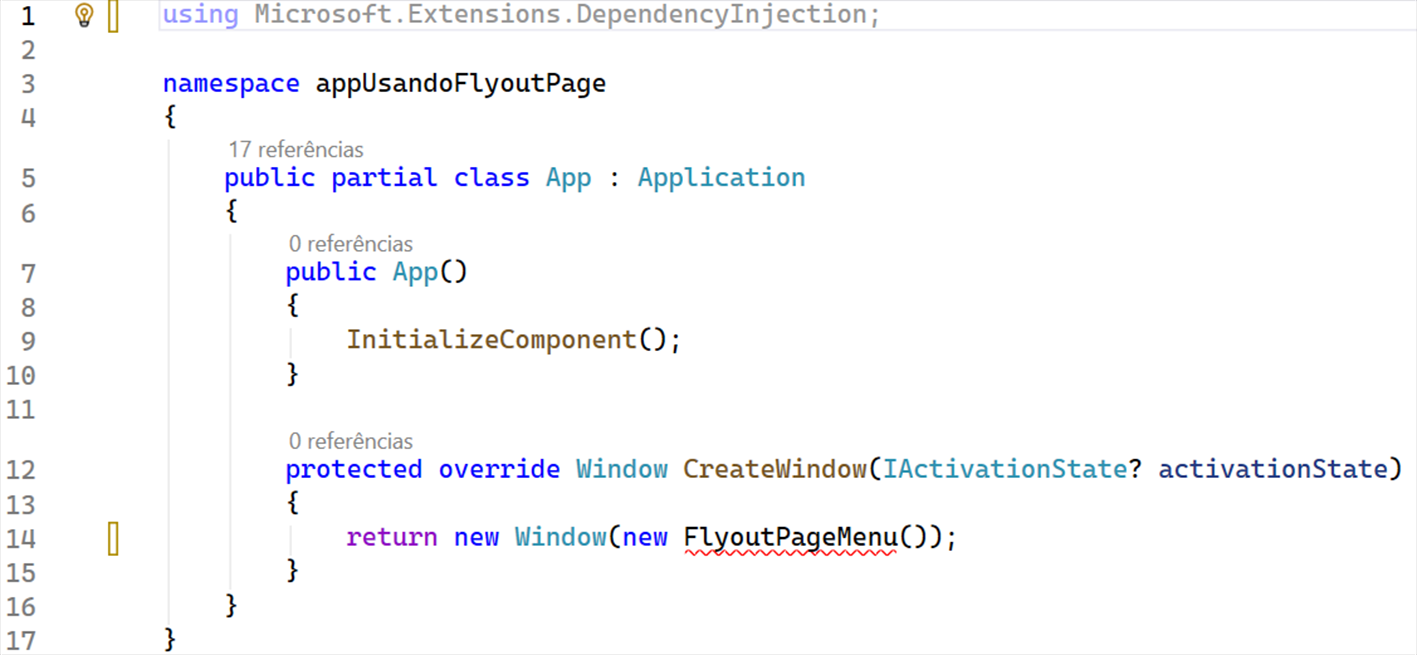 1 using Microsoft.Extensions.DependencyInjection;
2
3 namespace appUsandoFlyoutPage
4 {
17 referências
5 public partial class App : Application
6 {
0 referências
7 public App()
8 {
9 InitializeComponent();
10 }
11
0 referências
12 protected override Window CreateWindow(IActivationState? activationState)
13 {
14 return new Window(new FlyoutPageMenu());
15 }
16 }
17 }